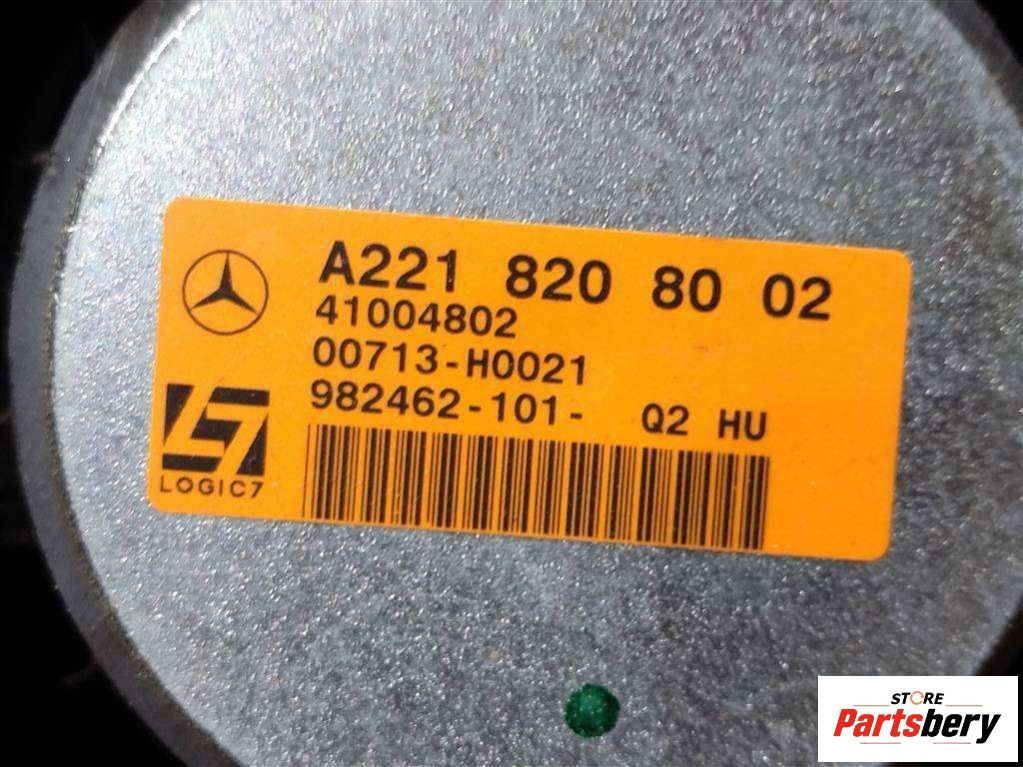 A221 820 80 02
41004802
00713-H0021
982462-101- Q2 HU
LOGIC7
STORE
Partsbery